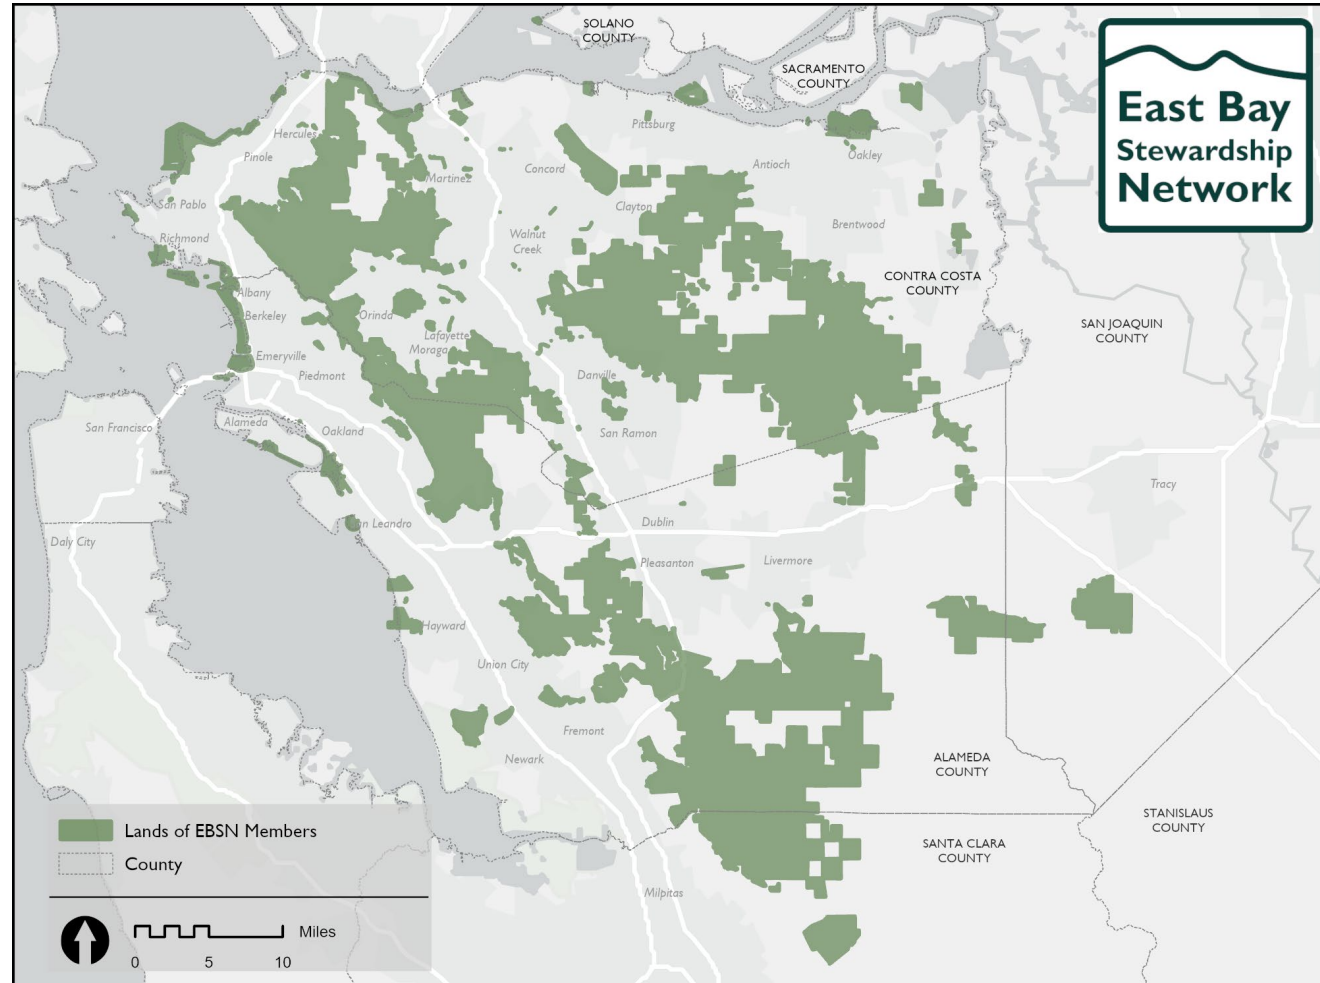 SOLANO
COUNTY
SACRAMENTO
COUNTY
East Bay
Stewardship
Network
Hercules
Pinole
Pittsburg
Antioch
Oakley
Concord
Martinez
San Pablo
Clayton
Richmond
Walnut
Creek
Brentwood
CONTRA COSTA
COUNTY
Albany
Berkeley
Orinda
Lafayette
Moraga
SAN JOAQUIN
COUNTY
Emeryville
Piedmont
Danville
San Francisco
Alameda
Oakland
San Ramon
Tracy
San Leandro
Dublin
Daly City
Pleasanton
Livermore
Hayward
Union City
Fremont
Newark
ALAMEDA
COUNTY
STANISLAUS
COUNTY
SANTA CLARA
COUNTY
Milpitas
Lands of EBSN Members
County
Miles
0 5 10